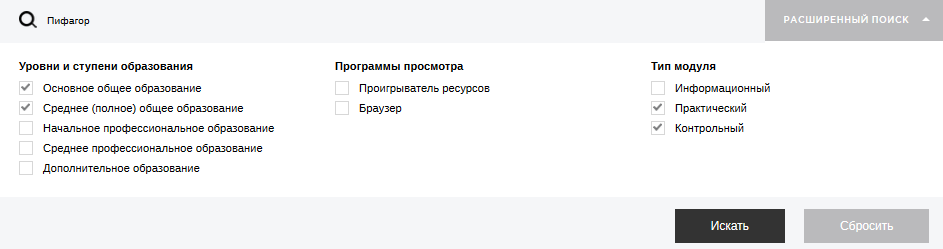 Пифагор
РАСШИРЕННЫЙ ПОИСК
Уровни и ступени образования
Основное общее образование
Среднее (полное) общее образование
Начальное профессиональное образование
Среднее профессиональное образование
Дополнительное образование
Программы просмотра
Проигрыватель ресурсов
Браузер
Тип модуля
Информационный
Практический
Контрольный
Искать
Сбросить